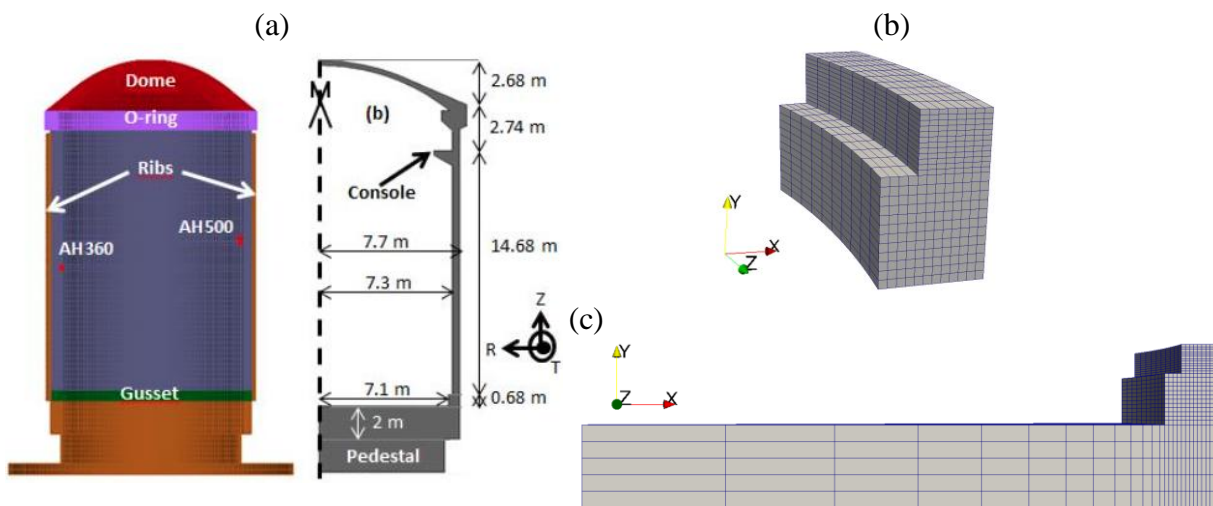 (a)
(b)
Dome
O-ring
Ribs
AH500
AH360
Gusset
M
(b)
Console
2.68 m
2.74 m
14.68 m
7.7 m
7.3 m
Z
R
T
7.1 m
0.68 m
2 m
Pedestal
Y
X
Z
(c)
Y
Z
X